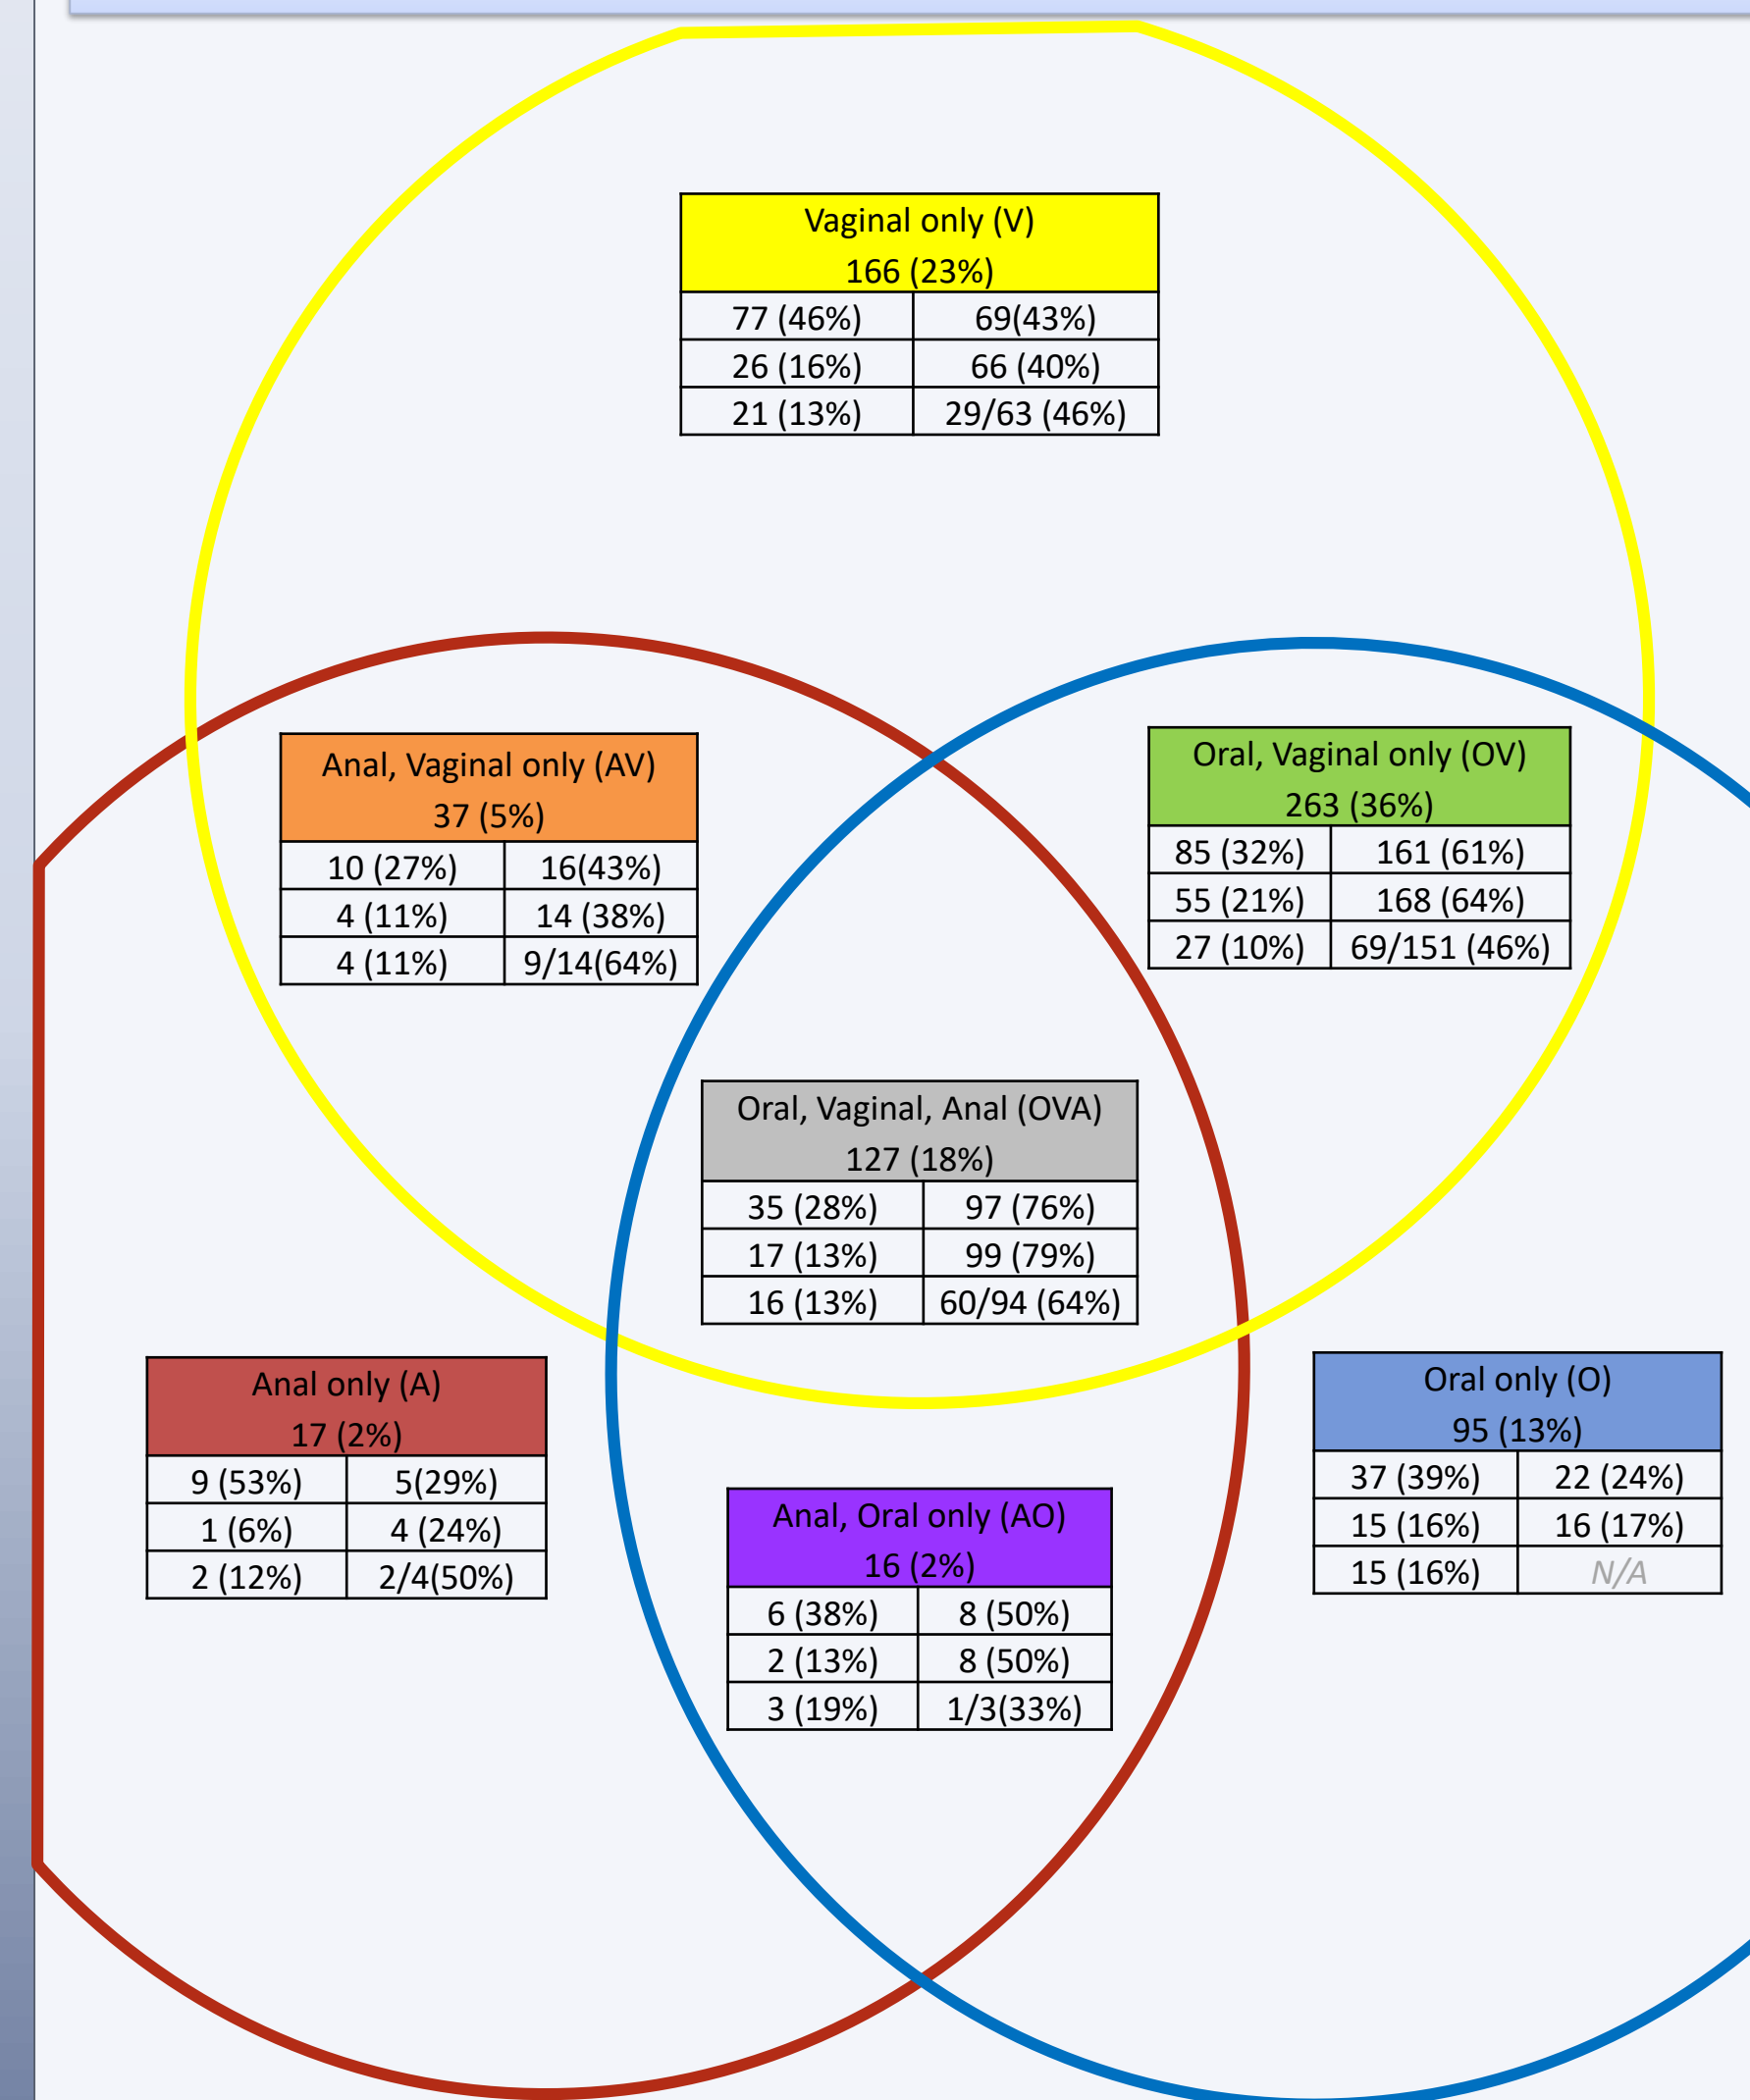 Vaginal only (V)
166 (23%)
77 (46%) 69(43%)
26 (16%) 66 (40%)
21 (13%) 29/63 (46%)
Anal, Vaginal only (AV)
37 (5%)
10 (27%) 16(43%)
4 (11%) 14 (38%)
4 (11%) 9/14(64%)
Oral, Vaginal only (OV)
263 (36%)
85 (32%) 161 (61%)
55 (21%) 168 (64%)
27 (10%) 69/151 (46%)
Oral, Vaginal, Anal (OVA)
127 (18%)
35 (28%) 97 (76%)
17 (13%) 99 (79%)
16 (13%) 60/94 (64%)
Anal only (A)
17 (2%)
9 (53%) 5(29%)
1 (6%) 4 (24%)
2 (12%) 2/4(50%)
Oral only (O)
95 (13%)
37 (39%) 22 (24%)
15 (16%) 16 (17%)
15 (16%) N/A
Anal, Oral only (AO)
16 (2%)
6 (38%) 8 (50%)
2 (13%) 8 (50%)
3 (19%) 1/3(33%)